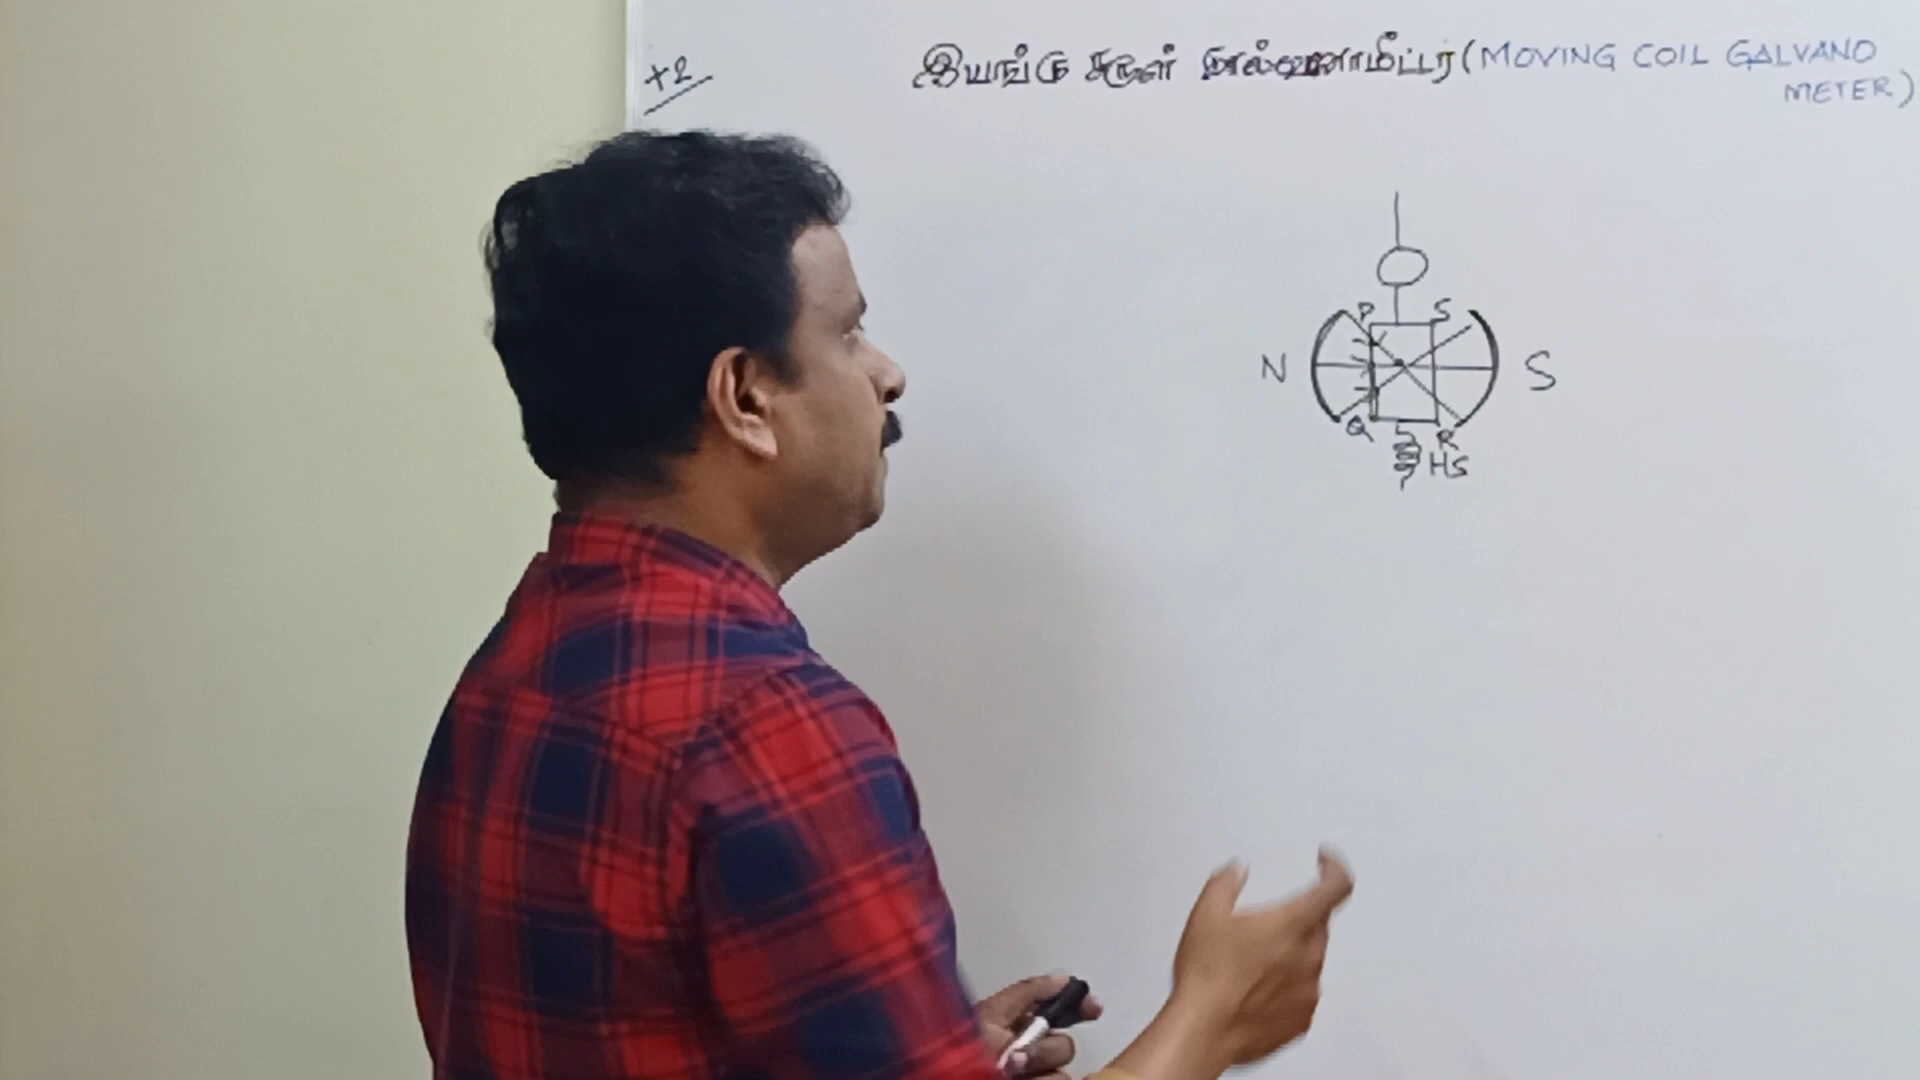 +2
இயங்கு சுருள் கால்வனாமீட்டர் (MOVING COIL GALVANO
METER)
P S
N S
Q R
HS